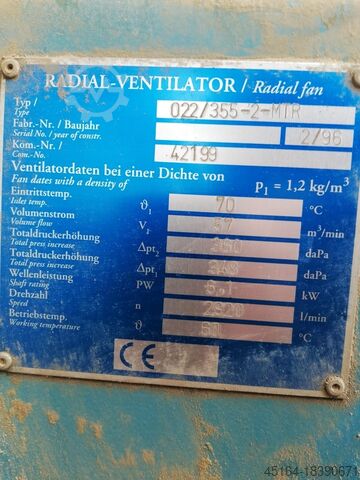 RADIAL-VENTILATOR / Radial fan
Typ / Type 022/355-2-MTR
Fabr.-Nr. / Baujahr 2/96
Serial No. / year of constr.
Kom.-Nr. / Com.-No. 42199
Ventilatordaten bei einer Dichte von
Fan dates with a density of p1 = 1,2 kg/m³
Eintrittstemp. ϑ1 70 °C
Inlet temp.
Volumenstrom V2 57 m³/min
Volume flow
Totaldruckerhöhung Δpt2 daPa
Total press increase
Totaldruckerhöhung Δpt1 daPa
Total press increase
Wellenleistung PW kW
Shaft rating
Drehzahl n 2920 l/min
Speed
Betriebstemp. ϑ °C
Working temperature
CE
45164-18390671